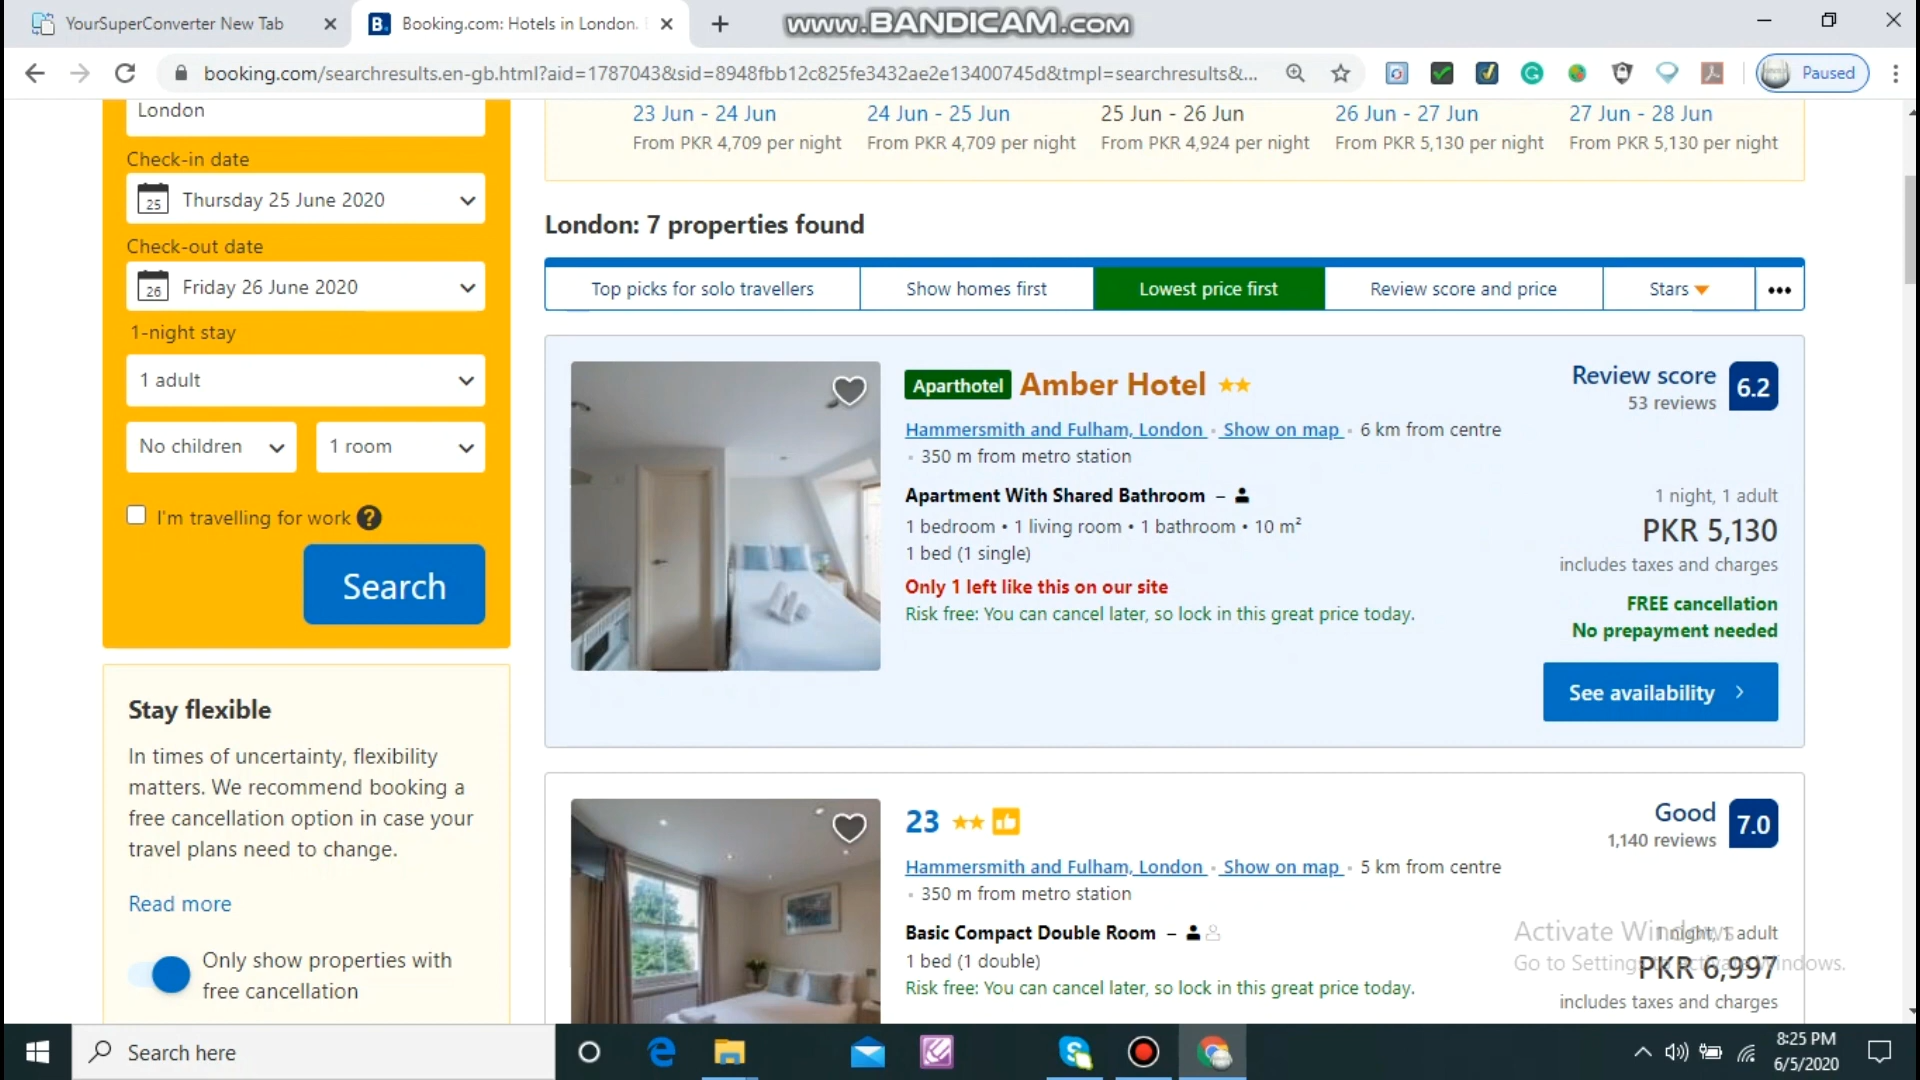 YourSuperConverter New Tab
Booking.com: Hotels in London.
www.BANDICAM.com
booking.com/searchresults.en-gb.html?aid=1787043&sid=8948fbb12c825fe3432ae2e13400745d&tmpl=searchresults&...
Paused
London
Check-in date
25
Thursday 25 June 2020
Check-out date
26
Friday 26 June 2020
1-night stay
1 adult
No children
1 room
I'm travelling for work
Search
Stay flexible
In times of uncertainty, flexibility
matters. We recommend booking a
free cancellation option in case your
travel plans need to change.
Read more
Only show properties with
free cancellation
23 Jun - 24 Jun
From PKR 4,709 per night
24 Jun - 25 Jun
From PKR 4,709 per night
25 Jun - 26 Jun
From PKR 4,924 per night
26 Jun - 27 Jun
From PKR 5,130 per night
27 Jun - 28 Jun
From PKR 5,130 per night
London: 7 properties found
Top picks for solo travellers
Show homes first
Lowest price first
Review score and price
Stars
•••
Aparthotel Amber Hotel
Hammersmith and Fulham, London · Show on map · 6 km from centre
· 350 m from metro station
Apartment With Shared Bathroom –
1 bedroom • 1 living room • 1 bathroom • 10 m²
1 bed (1 single)
Only 1 left like this on our site
Risk free: You can cancel later, so lock in this great price today.
Review score 6.2
53 reviews
1 night, 1 adult
PKR 5,130
includes taxes and charges
FREE cancellation
No prepayment needed
See availability
23
Hammersmith and Fulham, London · Show on map · 5 km from centre
· 350 m from metro station
Basic Compact Double Room –
1 bed (1 double)
Risk free: You can cancel later, so lock in this great price today.
Good 7.0
1,140 reviews
1 night, 1 adult
PKR 6,997
includes taxes and charges
Activate Windows
Go to Settings to activate Windows.
Search here
8:25 PM
6/5/2020